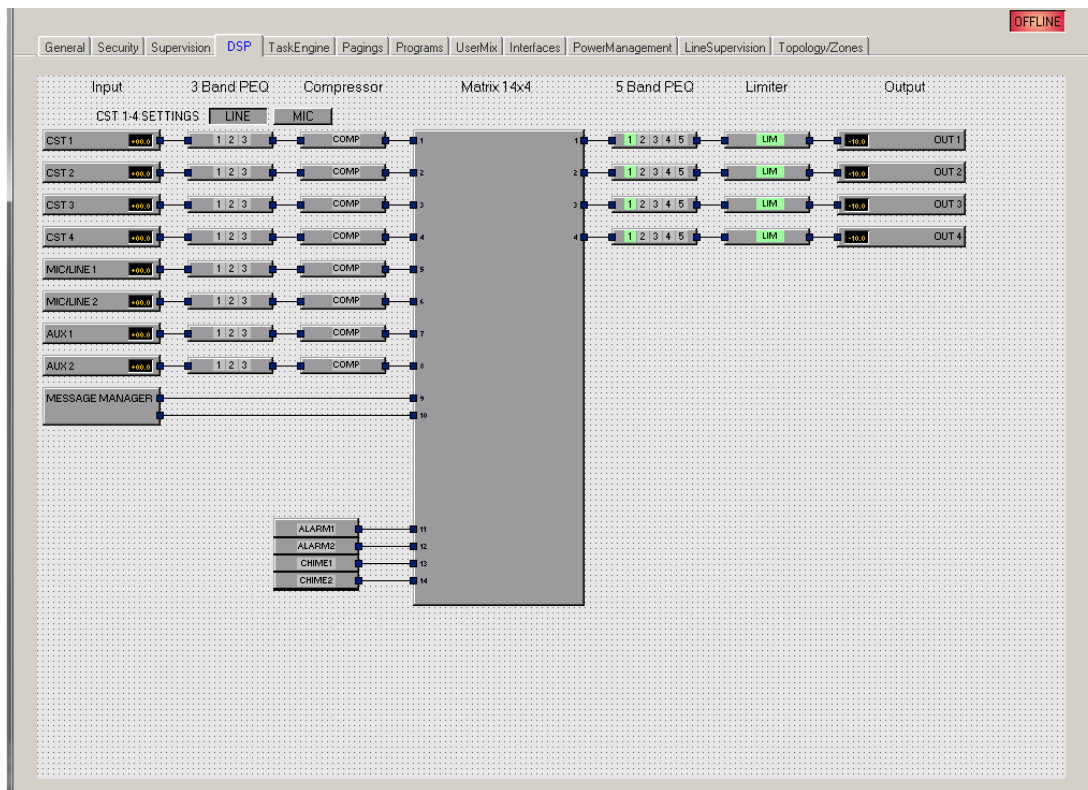 OFFLINE
General Security Supervision DSP TaskEngine Pagings Programs UserMix Interfaces PowerManagement LineSupervision Topology/Zones
Input 3 Band PEQ Compressor Matrix 14x4 5 Band PEQ Limiter Output
CST 1-4 SETTINGS LINE MIC
CST 1 +00.0 1 2 3 COMP 1 1 1 2 3 4 5 LIM -10.0 OUT 1
CST 2 +00.0 1 2 3 COMP 2 2 1 2 3 4 5 LIM -10.0 OUT 2
CST 3 +00.0 1 2 3 COMP 3 3 1 2 3 4 5 LIM -10.0 OUT 3
CST 4 +00.0 1 2 3 COMP 4 4 1 2 3 4 5 LIM -10.0 OUT 4
MIC/LINE 1 +00.0 1 2 3 COMP 5
MIC/LINE 2 +00.0 1 2 3 COMP 6
AUX 1 +00.0 1 2 3 COMP 7
AUX 2 +00.0 1 2 3 COMP 8
MESSAGE MANAGER 9
10
ALARM1 11
ALARM2 12
CHIME1 13
CHIME2 14